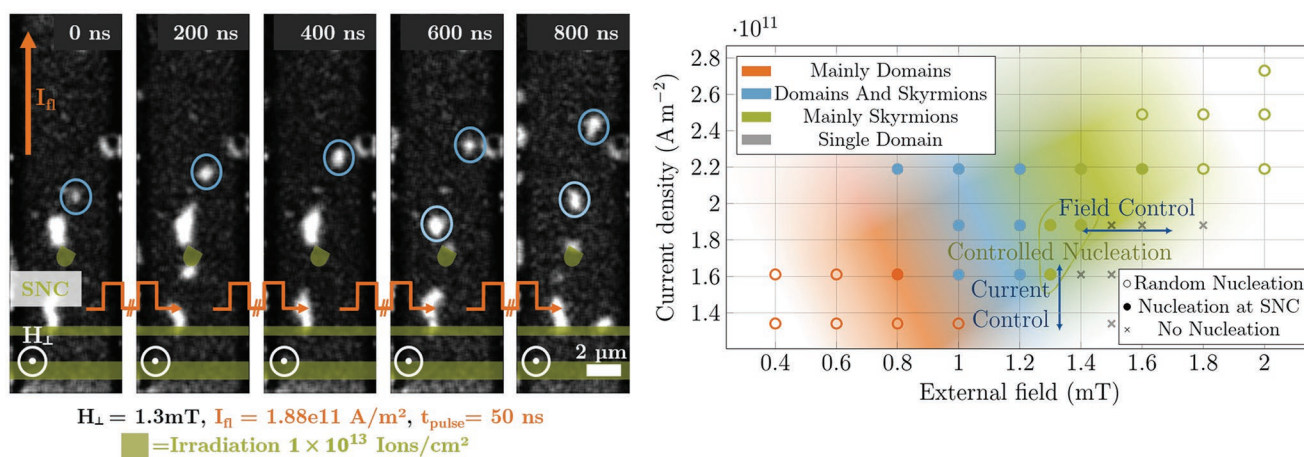 0 ns
200 ns
400 ns
600 ns
800 ns
I_fl
SNC
H⊥
2 µm
H⊥ = 1.3mT, I_fl = 1.88e11 A/m², t_pulse= 50 ns
=Irradiation 1 × 10¹³ Ions/cm²
·10¹¹
2.8
2.6
2.4
2.2
2
1.8
1.6
1.4
Current density (A m⁻²)
Mainly Domains
Domains And Skyrmions
Mainly Skyrmions
Single Domain
Field Control
Controlled Nucleation
Current
Control
Random Nucleation
Nucleation at SNC
No Nucleation
0.4 0.6 0.8 1 1.2 1.4 1.6 1.8 2
External field (mT)